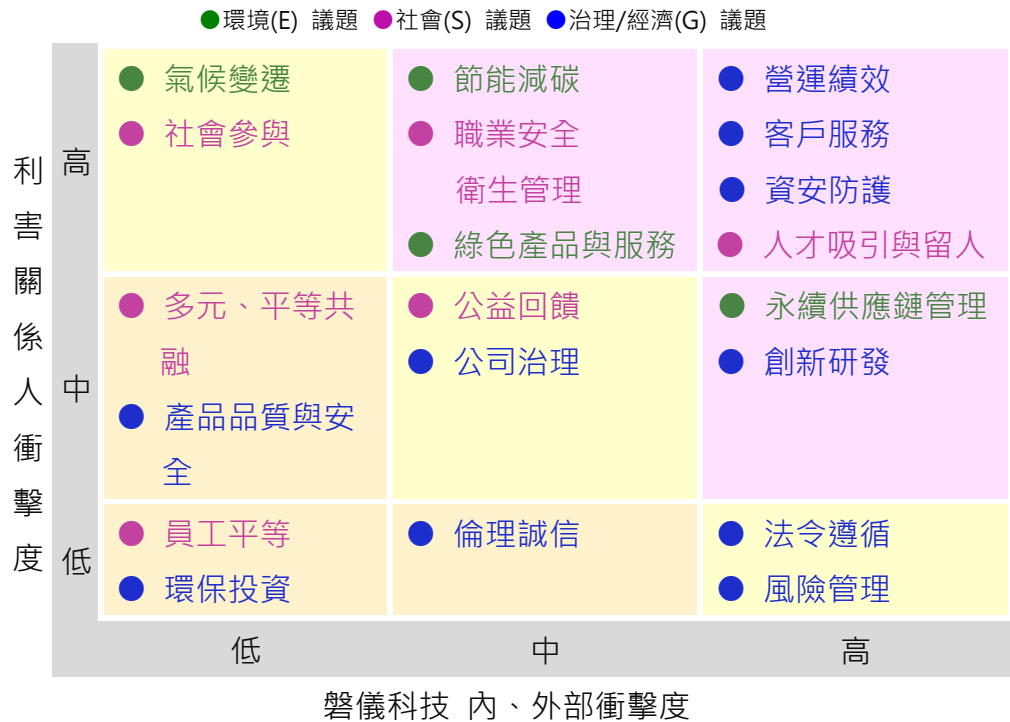 ●環境(E) 議題 ●社會(S) 議題 ●治理/經濟(G) 議題
利害關係人衝擊度
高
● 氣候變遷
● 社會參與
● 節能減碳
● 職業安全
衛生管理
● 綠色產品與服務
● 營運績效
● 客戶服務
● 資安防護
● 人才吸引與留人
中
● 多元、平等共
融
● 產品品質與安
全
● 公益回饋
● 公司治理
● 永續供應鏈管理
● 創新研發
低
● 員工平等
● 環保投資
● 倫理誠信
● 法令遵循
● 風險管理
低 中 高
磐儀科技 內、外部衝擊度